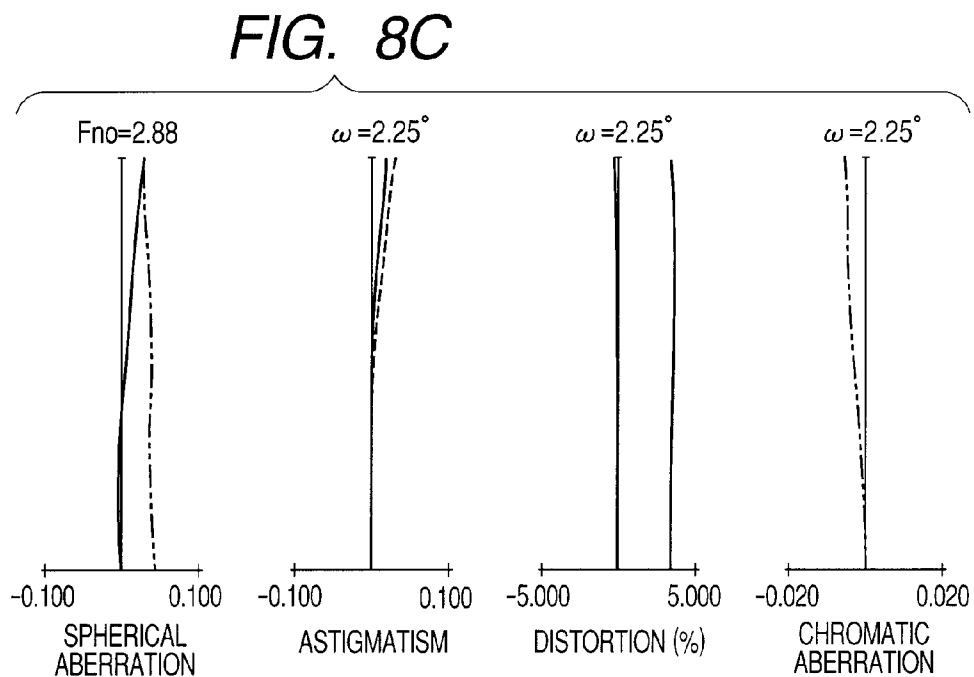 FIG. 8C
Fno=2.88
ω=2.25°
ω=2.25°
ω=2.25°
-0.100 0.100
-0.100 0.100
-5.000 5.000
-0.020 0.020
SPHERICAL
ABERRATION
ASTIGMATISM
DISTORTION (%)
CHROMATIC
ABERRATION